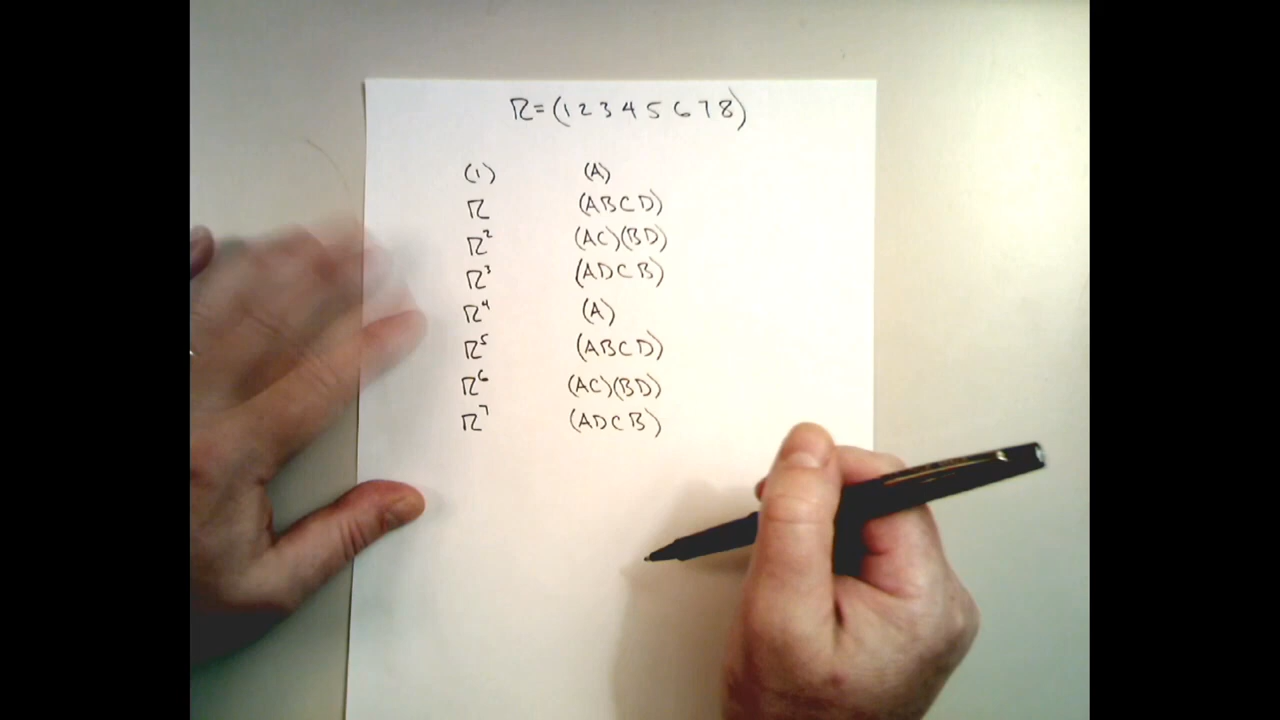 R=(1 2 3 4 5 6 7 8)
(1) (A)
R (ABCD)
R² (AC)(BD)
R³ (ADCB)
R⁴ (A)
R⁵ (ABCD)
R⁶ (AC)(BD)
R⁷ (ADCB)